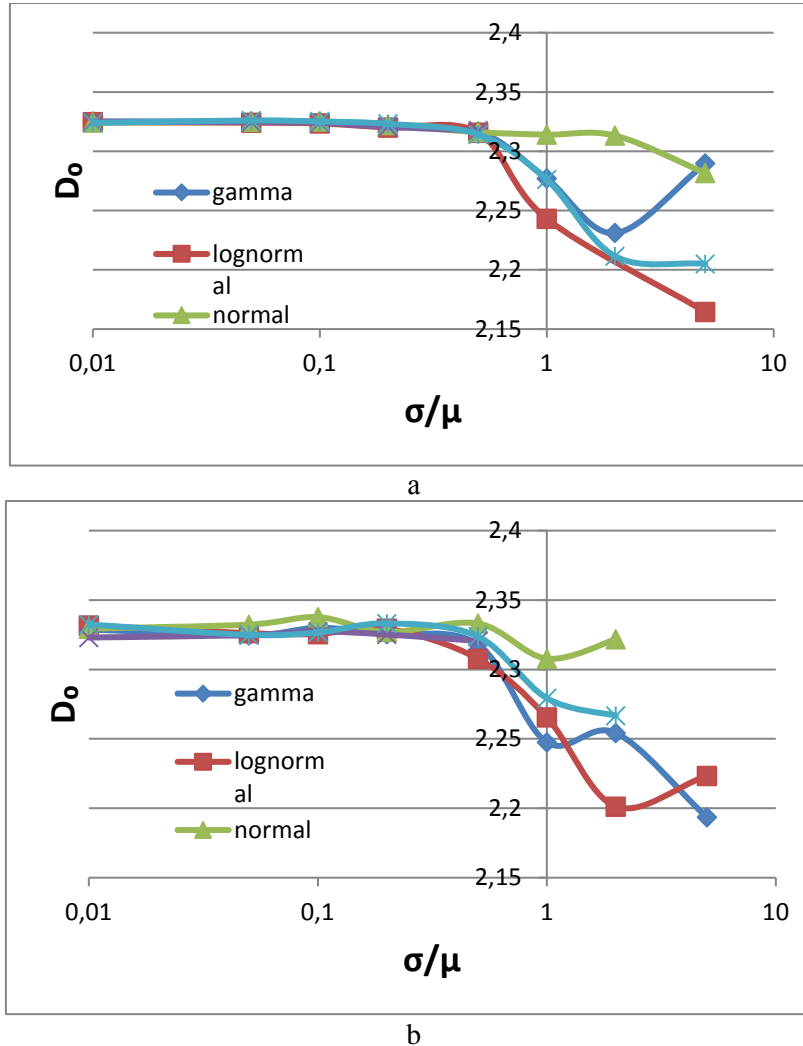 2,4
2,35
2,3
2,25
2,2
2,15
D₀
gamma
lognorm
al
normal
0,01 0,1 1 10
σ/μ
a
2,4
2,35
2,3
2,25
2,2
2,15
D₀
gamma
lognorm
al
normal
0,01 0,1 1 10
σ/μ
b